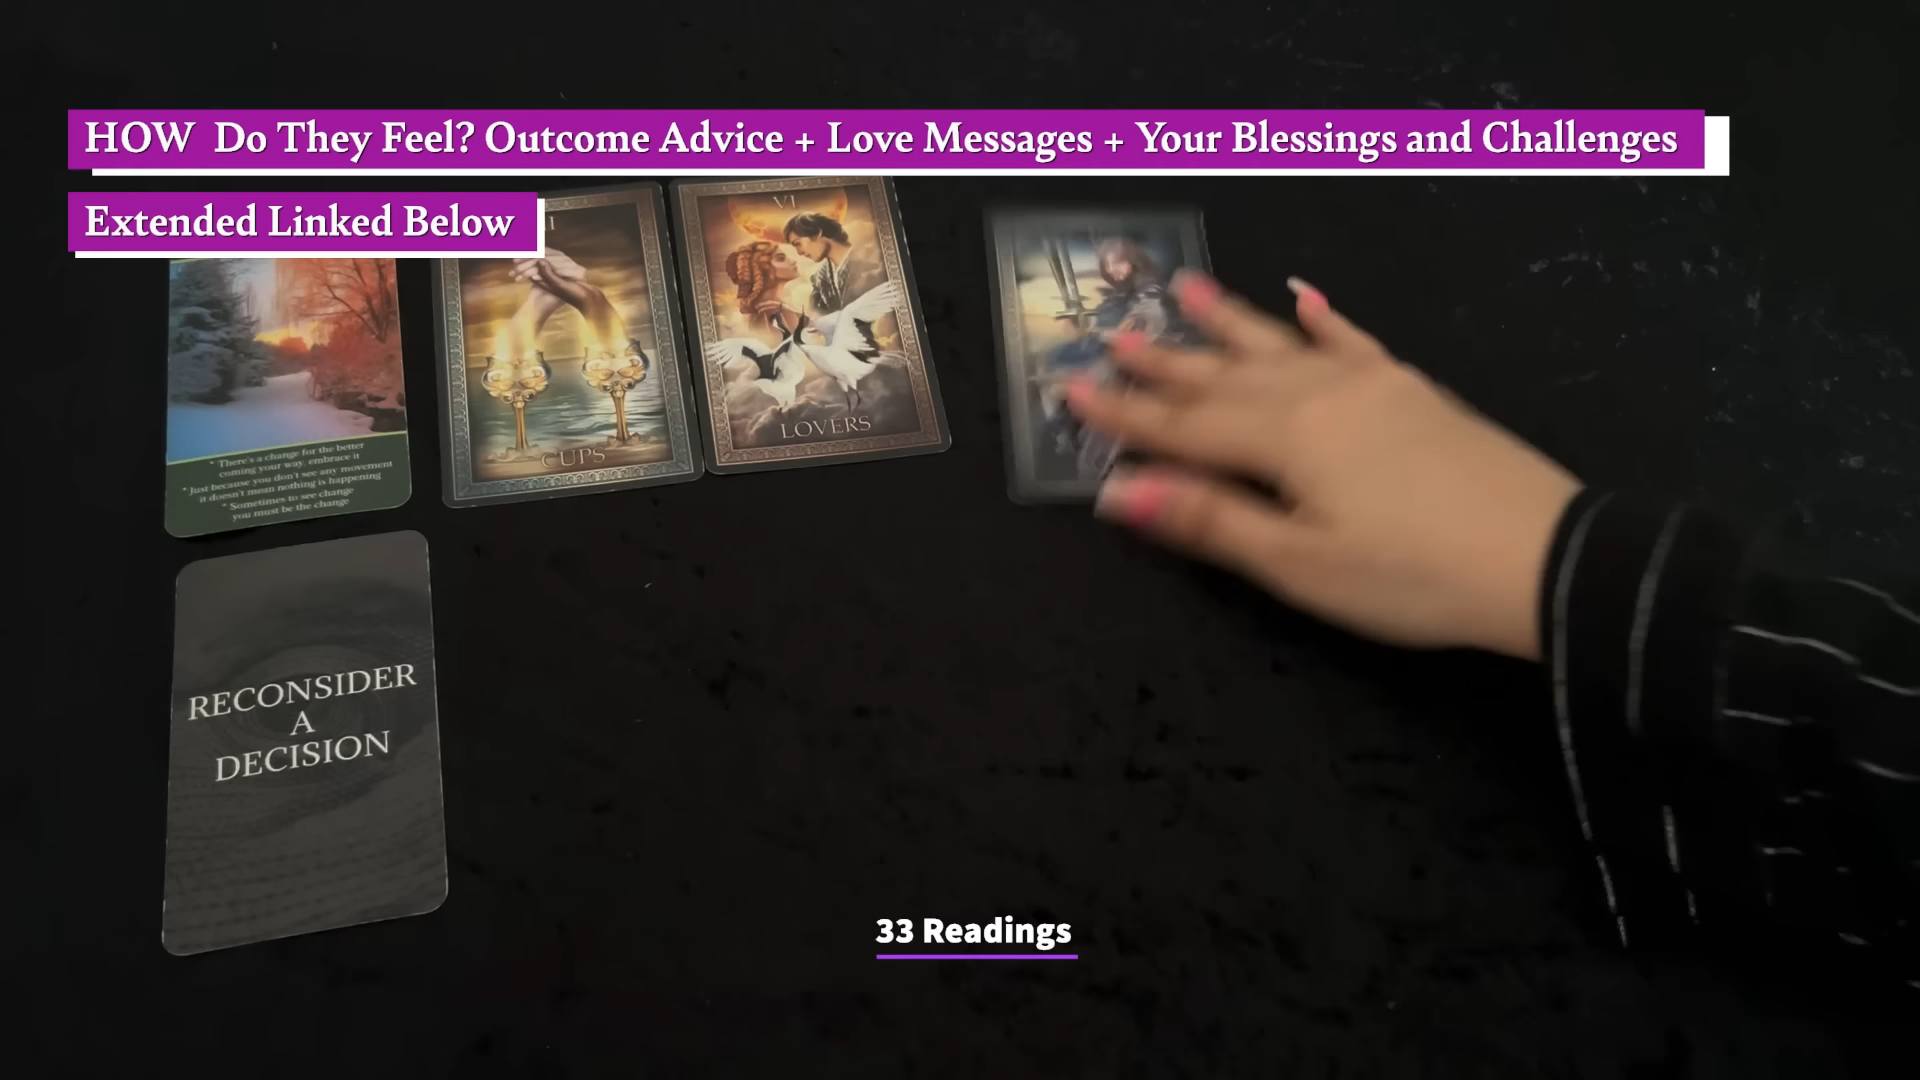 HOW Do They Feel? Outcome Advice + Love Messages + Your Blessings and Challenges
Extended Linked Below
II
VI
LOVERS
CUPS
* There's a change for the better
coming your way, embrace it
* Just because you don't see any movement
it doesn't mean nothing is happening
* Sometimes to see change
you must be the change
RECONSIDER
A
DECISION
33 Readings